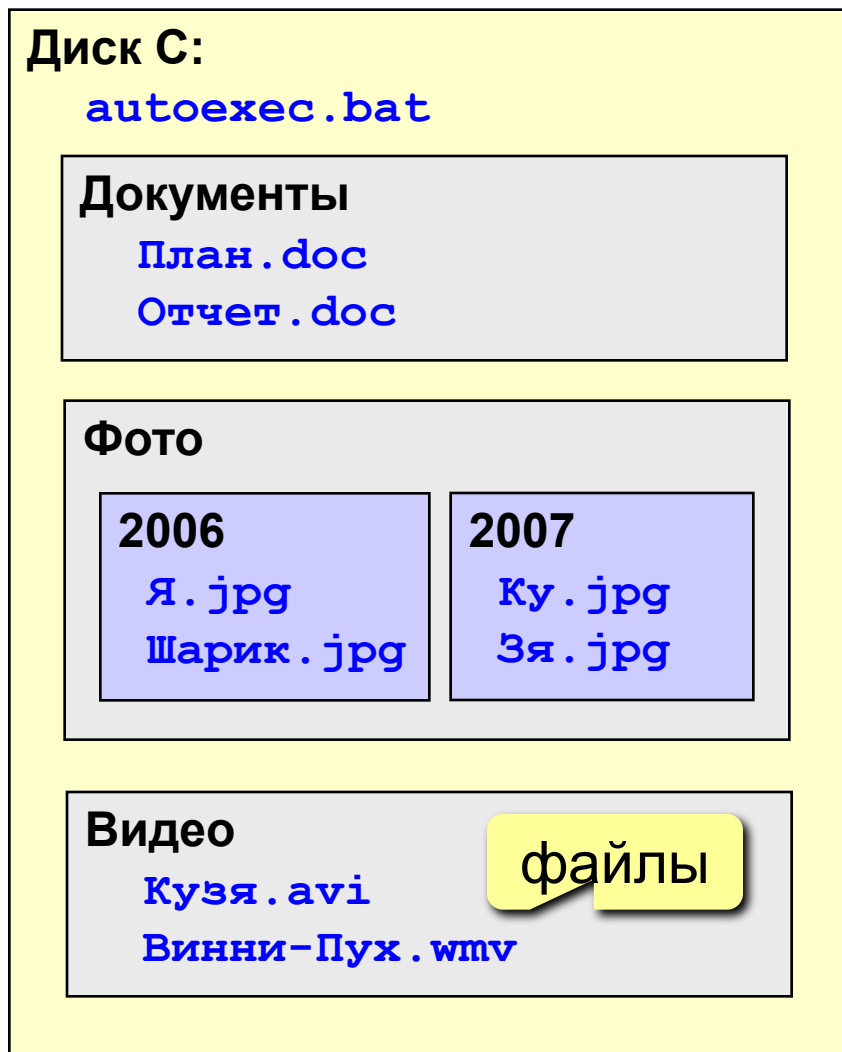 Диск C:
autoexec.bat
Документы
План.doc
Отчет.doc
Фото
2006
Я.jpg
Шарик.jpg
2007
Ку.jpg
Зя.jpg
Видео
файлы
Кузя.avi
Винни-Пух.wmv